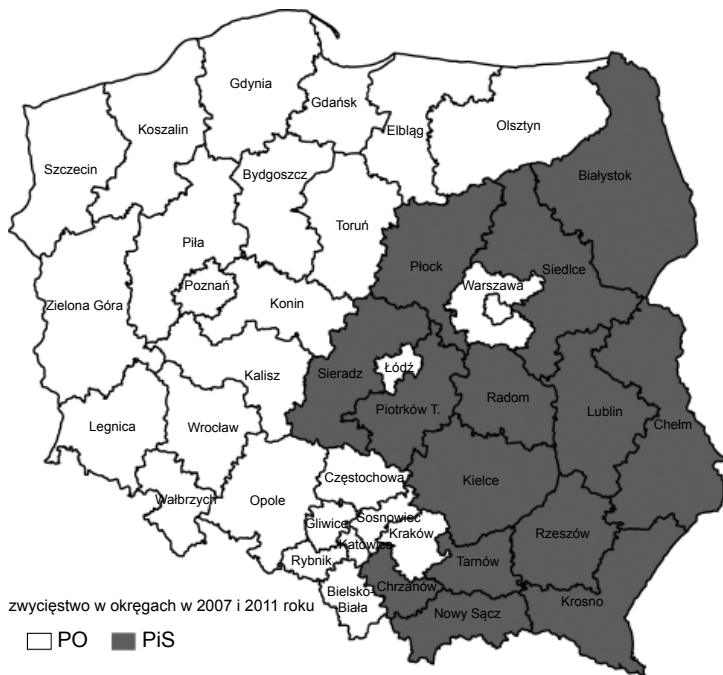 Gdynia
Gdańsk
Koszalin
Elbląg
Olsztyn
Szczecin
Bydgoszcz
Białystok
Toruń
Piła
Płock
Siedlce
Poznań
Warszawa
Zielona Góra
Konin
Łódź
Kalisz
Sieradz
Radom
Piotrków T.
Lublin
Legnica
Wrocław
Chełm
Częstochowa
Kielce
Wałbrzych
Opole
Sosnowiec
Gliwice
Kraków
Rzeszów
Katowice
Rybnik
Tarnów
Chrzanów
Bielsko-
Biała
Krosno
zwycięstwo w okręgach w 2007 i 2011 roku
Nowy Sącz
PO
PiS